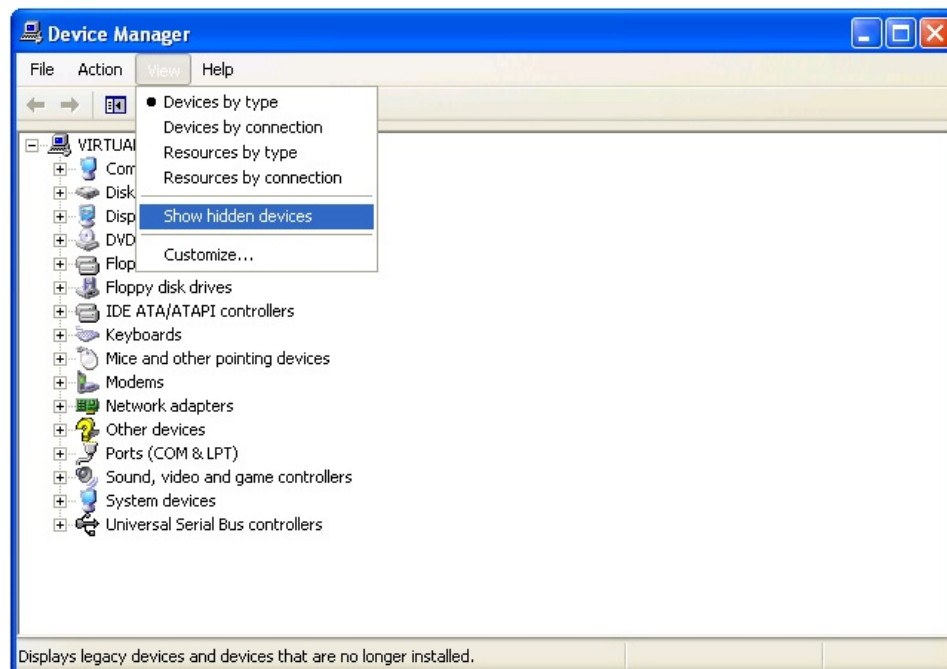 Device Manager
File Action View Help
Devices by type
Devices by connection
Resources by type
Resources by connection
Show hidden devices
Customize...
VIRTUA
Com
Disk
Disp
DVD
Flop
Floppy disk drives
IDE ATA/ATAPI controllers
Keyboards
Mice and other pointing devices
Modems
Network adapters
Other devices
Ports (COM & LPT)
Sound, video and game controllers
System devices
Universal Serial Bus controllers
Displays legacy devices and devices that are no longer installed.